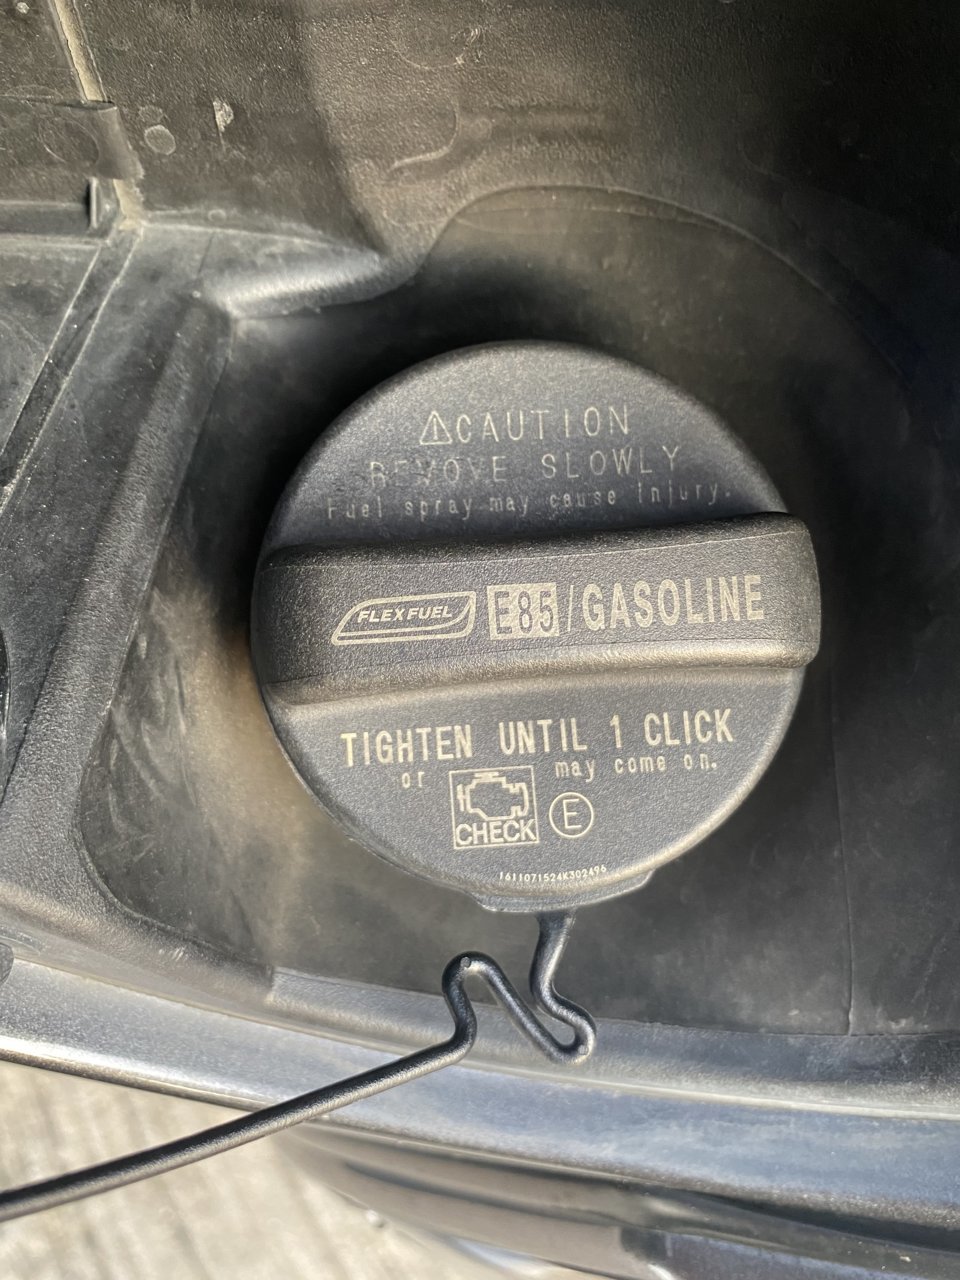 ⚠CAUTION
REMOVE SLOWLY
Fuel spray may cause injury.
FLEX FUEL E85/GASOLINE
TIGHTEN UNTIL 1 CLICK
or CHECK may come on.
E
1611071524K302496